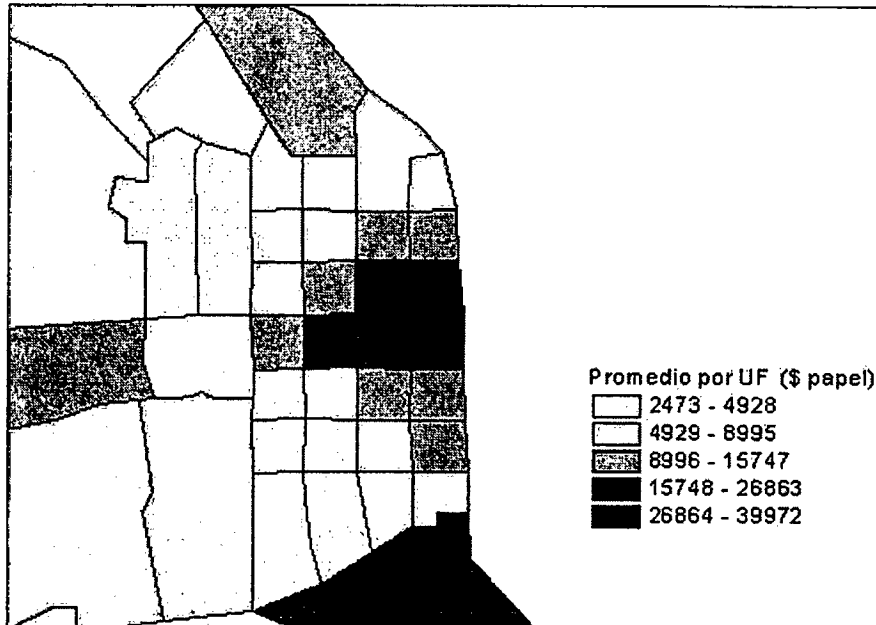 Promedio por UF ($ papel)
2473 - 4928
4929 - 8995
8996 - 15747
15748 - 26863
26864 - 39972